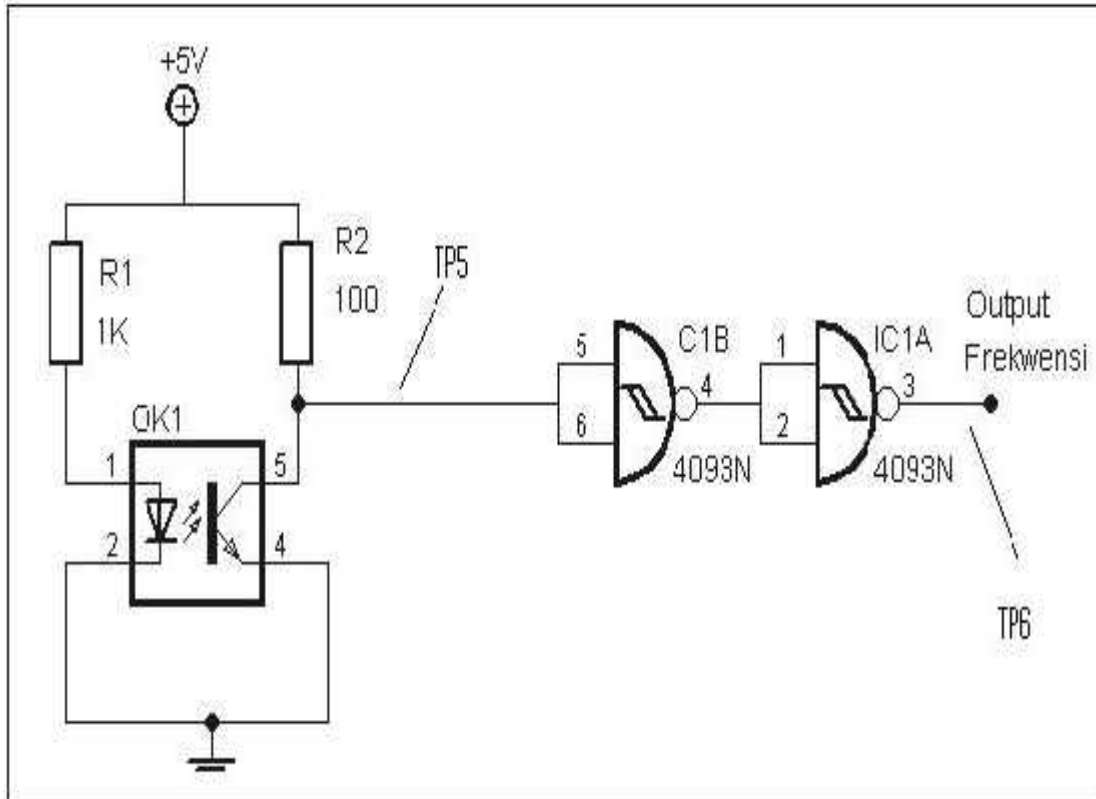 +5V
R1
1K
R2
100
TP5
OK1
1
2
5
4
5
6
C1B
4
4093N
1
2
IC1A
3
4093N
Output
Frekwensi
TP6